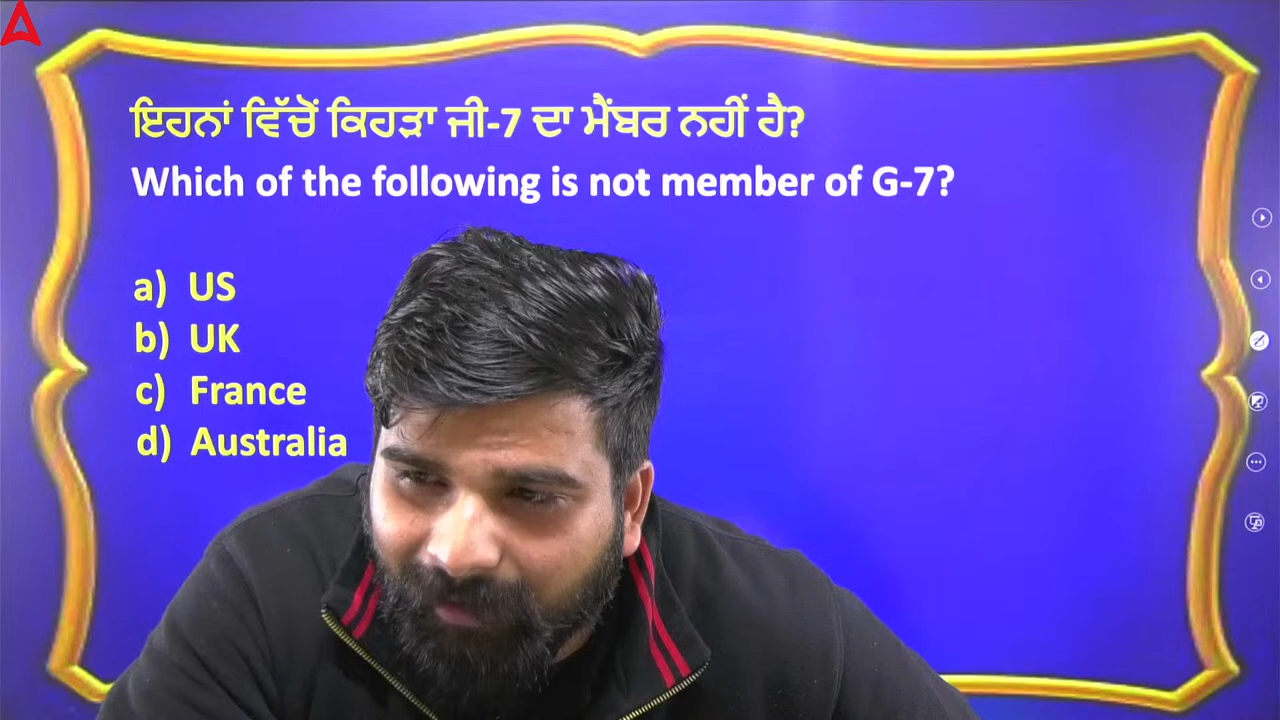 ਇਹਨਾਂ ਵਿੱਚੋਂ ਕਿਹੜਾ ਜੀ-7 ਦਾ ਮੈਂਬਰ ਨਹੀਂ ਹੈ?
Which of the following is not member of G-7?
a) US
b) UK
c) France
d) Australia